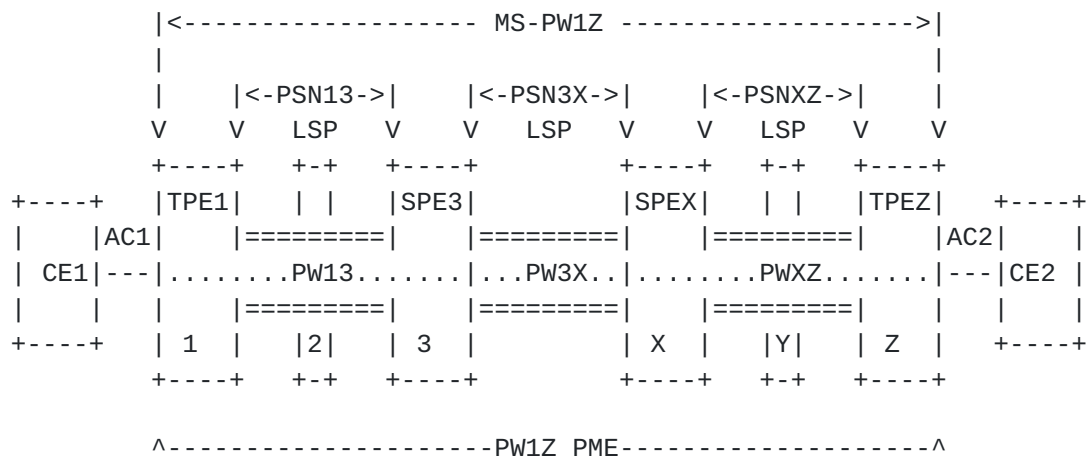 |<------------------- MS-PW1Z ------------------->|
|                                                 |
|    |<-PSN13->|    |<-PSN3X->|    |<-PSNXZ->|    |
V    V   LSP   V    V   LSP   V    V   LSP   V    V
+----+   +-+   +----+         +----+   +-+   +----+
+----+   |TPE1|   | |   |SPE3|         |SPEX|   | |   |TPEZ|   +----+
|    |AC1|    |=========|    |=========|    |=========|    |AC2|    |
| CE1|---|........PW13.......|...PW3X..|........PWXZ.......|---|CE2 |
|    |   |    |=========|    |=========|    |=========|    |   |    |
+----+   | 1  |   |2|   | 3  |         | X  |   |Y|   | Z  |   +----+
+----+   +-+   +----+         +----+   +-+   +----+
^---------------------PW1Z PME--------------------^